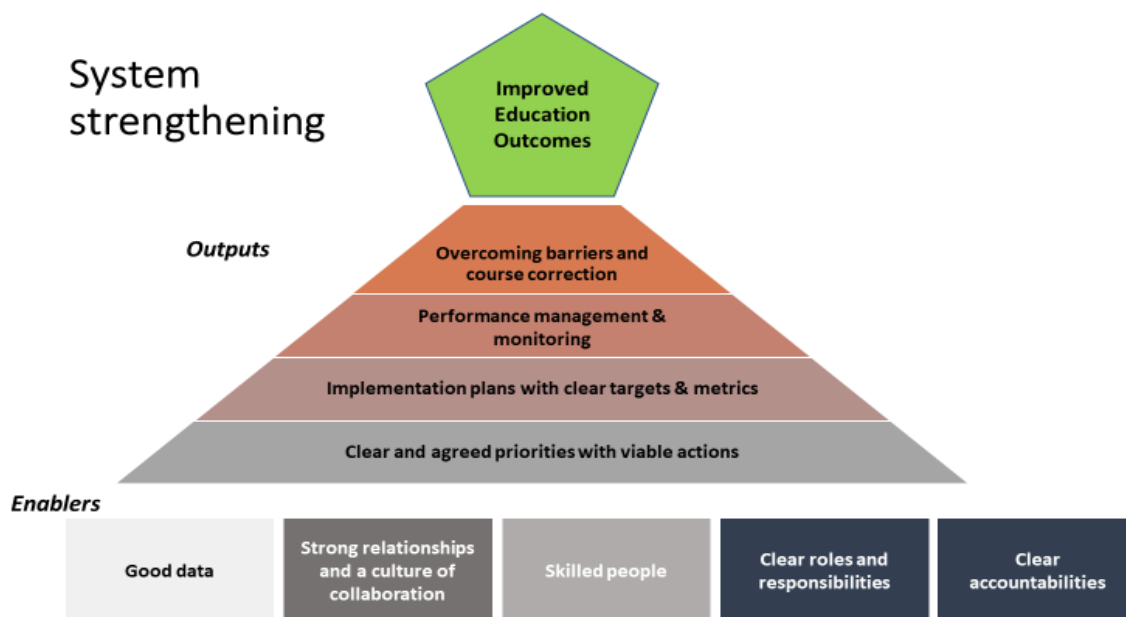 System
strengthening
Improved
Education
Outcomes
Outputs
Overcoming barriers and
course correction
Performance management &
monitoring
Implementation plans with clear targets & metrics
Clear and agreed priorities with viable actions
Enablers
Good data
Strong relationships
and a culture of
collaboration
Skilled people
Clear roles and
responsibilities
Clear
accountabilities